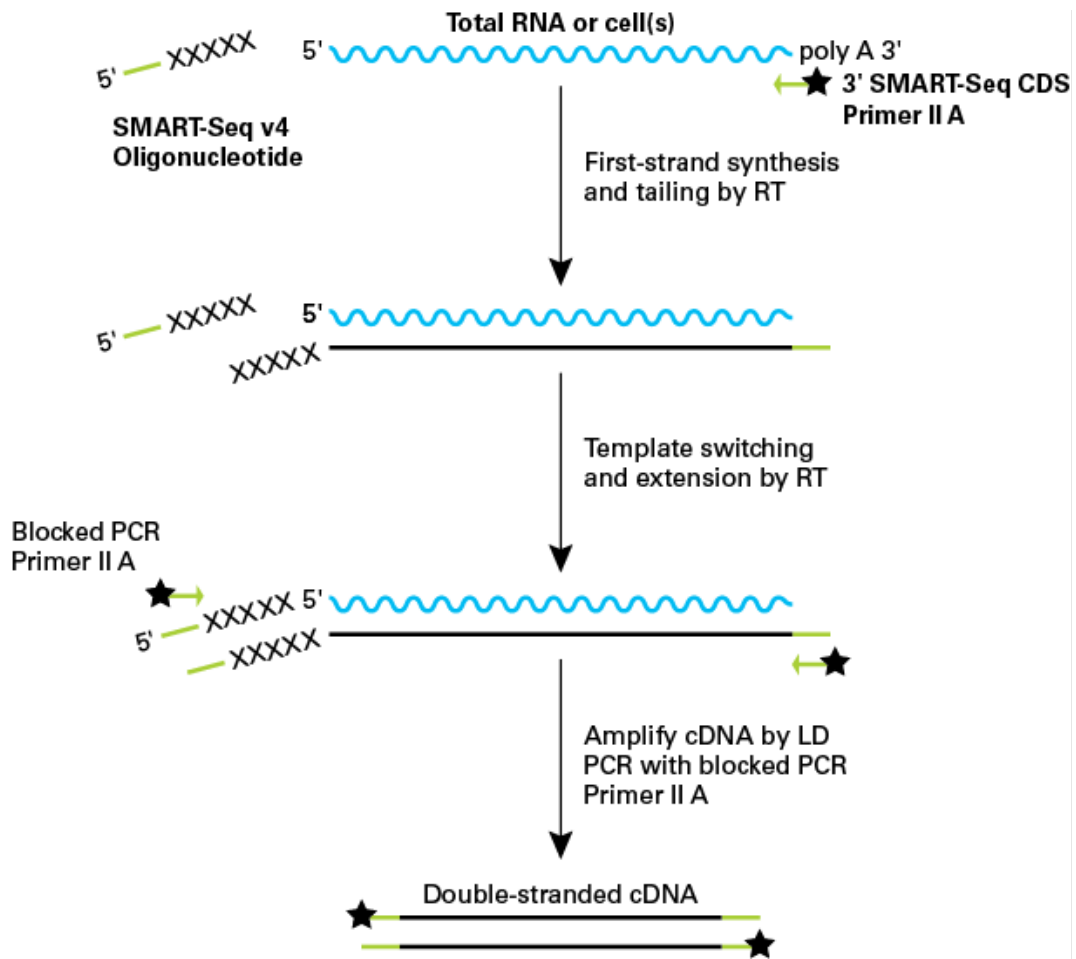 Total RNA or cell(s)
5' XXXXX
5' poly A 3'
3' SMART-Seq CDS
Primer II A
SMART-Seq v4
Oligonucleotide
First-strand synthesis
and tailing by RT
5' XXXXX
5'
XXXXX
Template switching
and extension by RT
Blocked PCR
Primer II A
5' XXXXX
5'
XXXXX
Amplify cDNA by LD
PCR with blocked PCR
Primer II A
Double-stranded cDNA